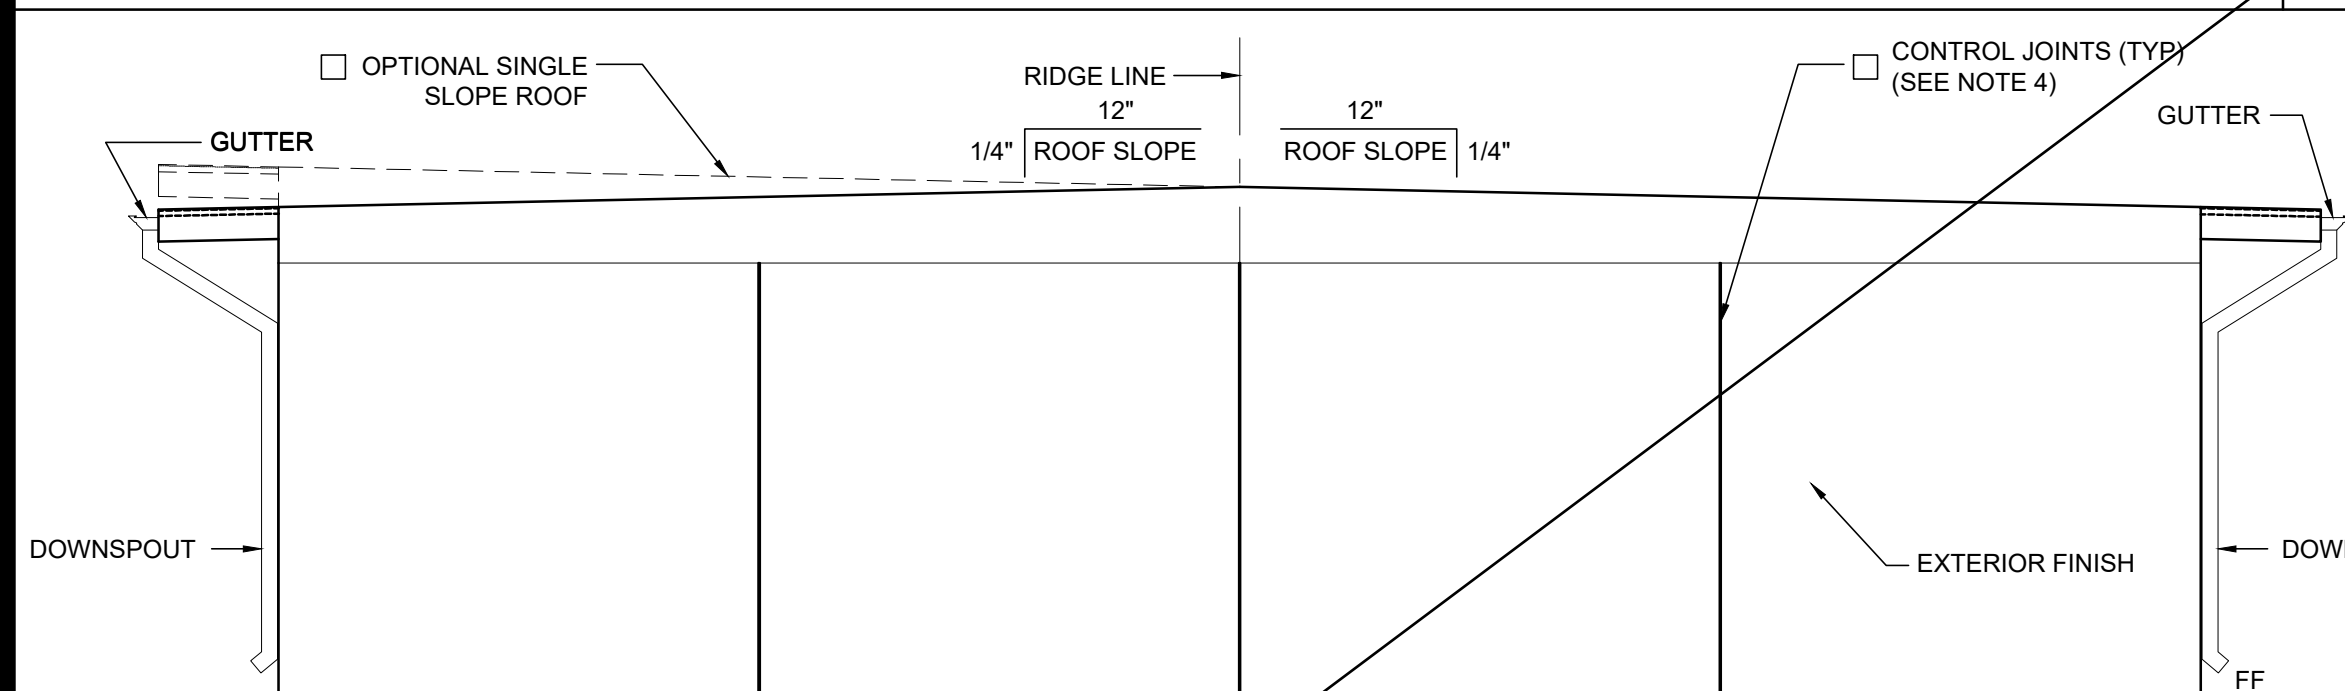 OPTIONAL SINGLE
SLOPE ROOF
RIDGE LINE
CONTROL JOINTS (TYP)
(SEE NOTE 4)
GUTTER
GUTTER
12"
12"
1/4"
ROOF SLOPE
ROOF SLOPE
1/4"
DOWNSPOUT
EXTERIOR FINISH
DOW
FF